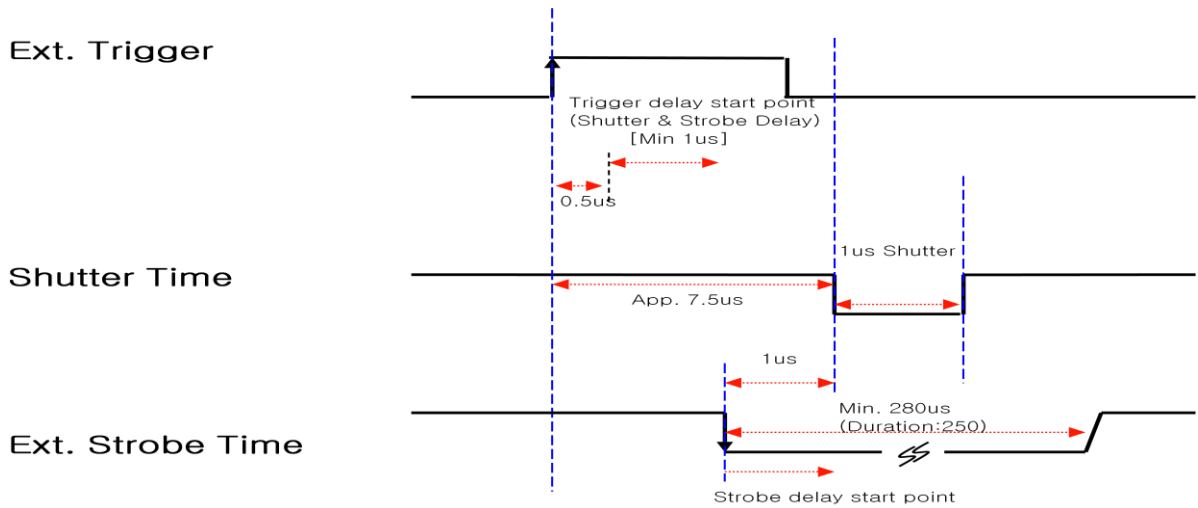 Ext. Trigger
Trigger delay start point
(Shutter & Strobe Delay)
[Min 1us]
0.5us
1us Shutter
Shutter Time
App. 7.5us
1us
Min. 280us
(Duration:250)
Ext. Strobe Time
SS
Strobe delay start point